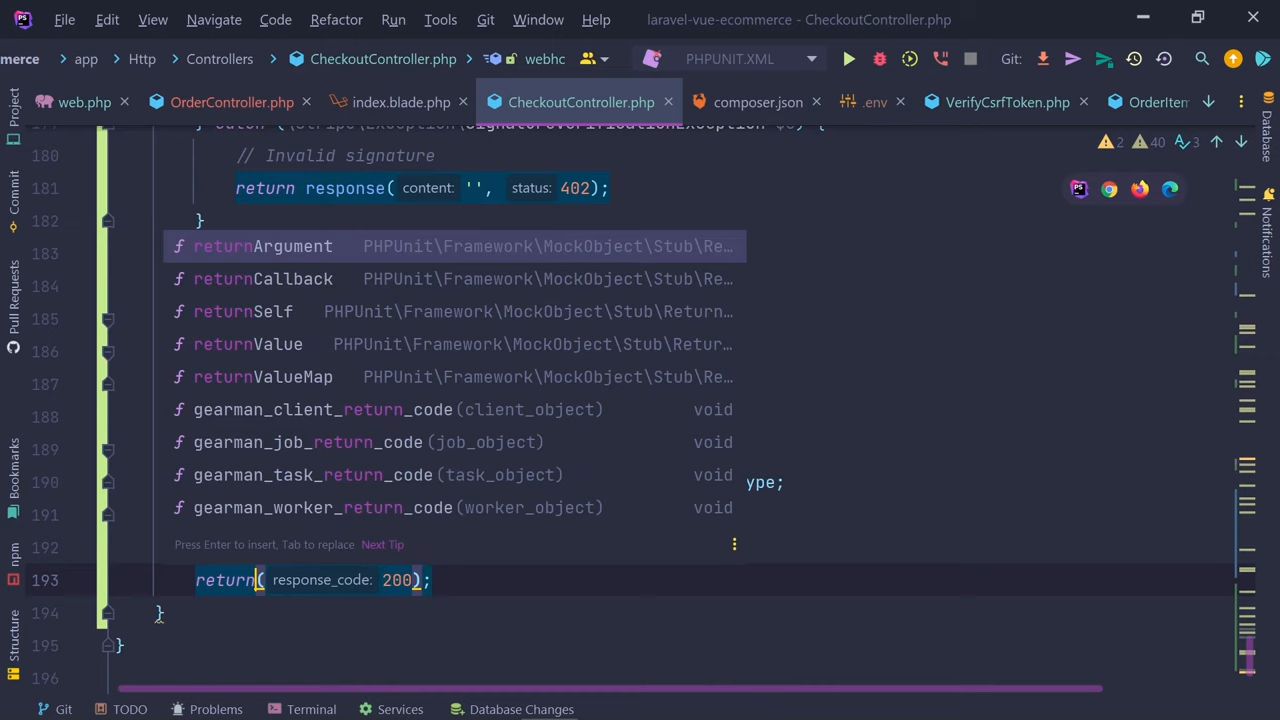 File Edit View Navigate Code Refactor Run Tools Git Window Help laravel-vue-ecommerce - CheckoutController.php
merce app Http Controllers CheckoutController.php webhc PHPUNIT.XML Git:
web.php OrderController.php index.blade.php CheckoutController.php composer.json .env VerifyCsrfToken.php OrderItem
2 40 3
180 // Invalid signature
181 return response( content: '', status: 402);
182 }
183 returnArgument PHPUnit\Framework\MockObject\Stub\Re…
184 returnCallback PHPUnit\Framework\MockObject\Stub\Re…
185 returnSelf PHPUnit\Framework\MockObject\Stub\Return…
186 returnValue PHPUnit\Framework\MockObject\Stub\Retur…
187 returnValueMap PHPUnit\Framework\MockObject\Stub\Re…
188 gearman_client_return_code(client_object) void
189 gearman_job_return_code(job_object) void
190 gearman_task_return_code(task_object) void ype;
191 gearman_worker_return_code(worker_object) void
192 Press Enter to insert, Tab to replace Next Tip
193 return( response_code: 200);
194 }
195 }
196
Project
Commit
Pull Requests
Bookmarks
npm
Structure
Database
Notifications
Git TODO Problems Terminal Services Database Changes